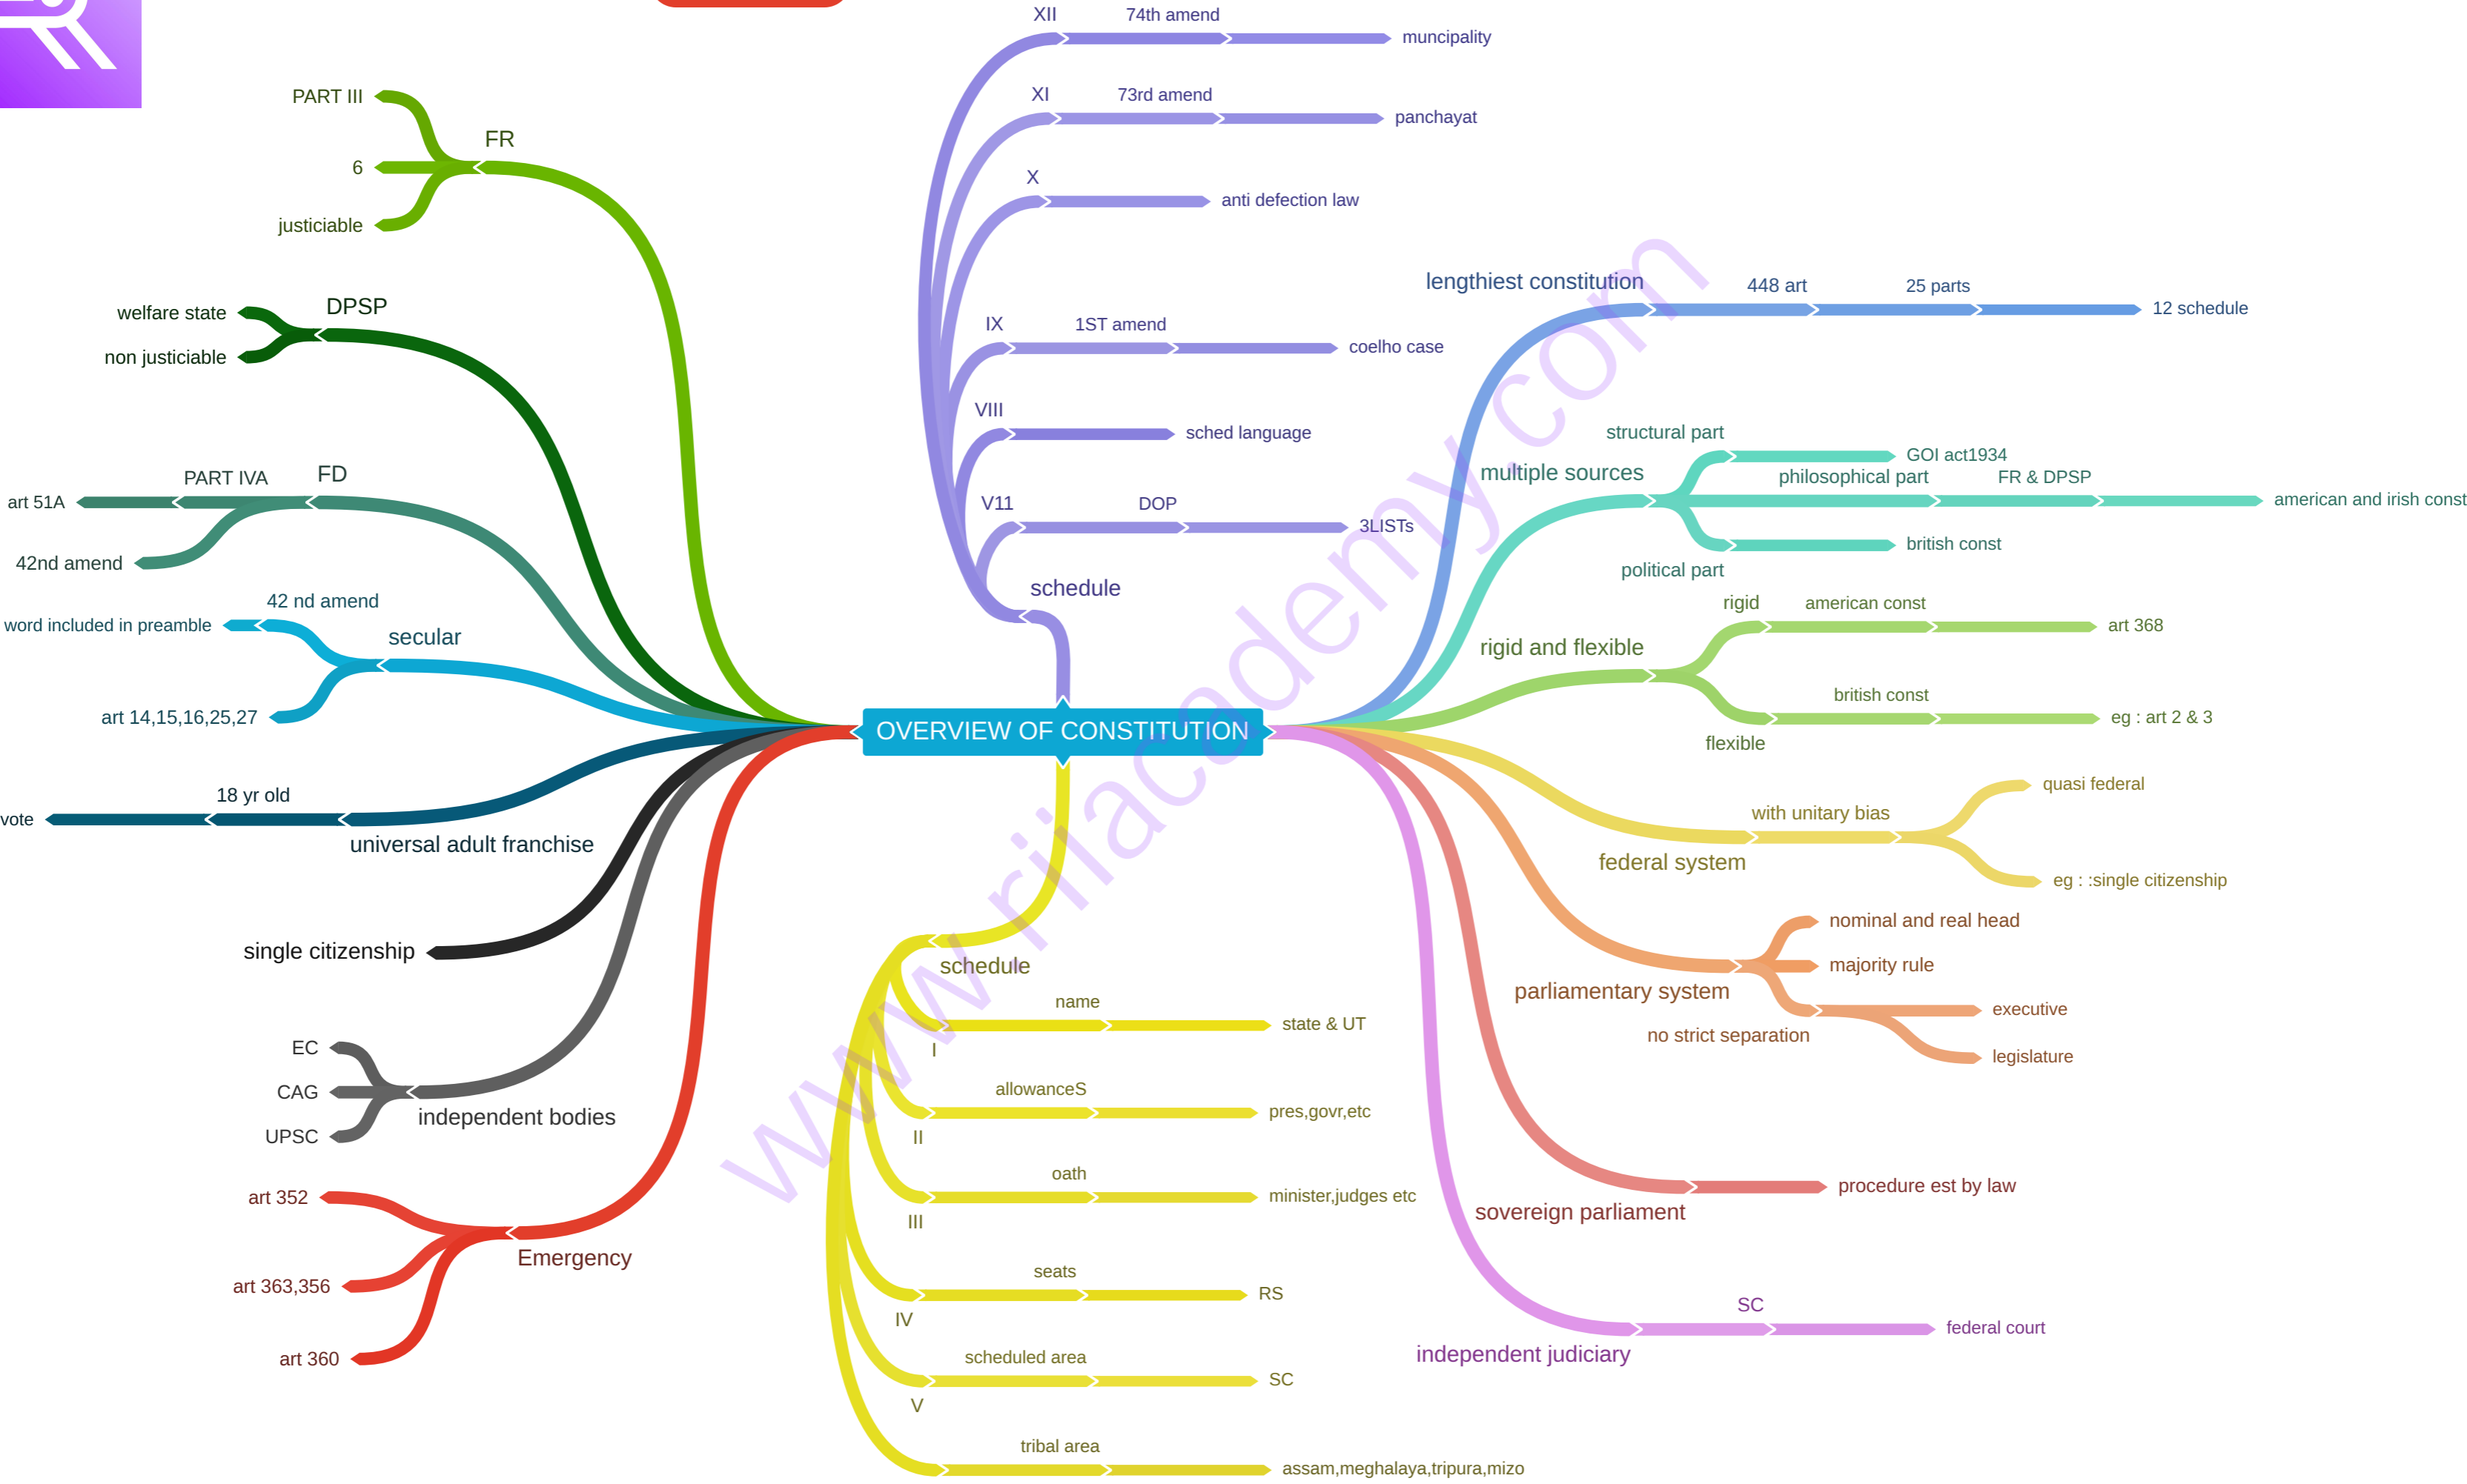 OVERVIEW OF CONSTITUTION
FR
PART III
6
justiciable
DPSP
welfare state
non justiciable
FD
PART IVA
art 51A
42nd amend
secular
42 nd amend
word included in preamble
art 14,15,16,25,27
universal adult franchise
18 yr old
vote
single citizenship
independent bodies
EC
CAG
UPSC
Emergency
art 352
art 363,356
art 360
schedule
XII
74th amend
muncipality
XI
73rd amend
panchayat
X
anti defection law
IX
1ST amend
coelho case
VIII
sched language
V11
DOP
3LISTs
schedule
I
name
state & UT
II
allowanceS
pres,govr,etc
III
oath
minister,judges etc
IV
seats
RS
V
scheduled area
SC
tribal area
assam,meghalaya,tripura,mizo
lengthiest constitution
448 art
25 parts
12 schedule
multiple sources
structural part
GOI act1934
philosophical part
FR & DPSP
american and irish const
political part
british const
rigid and flexible
rigid
american const
art 368
flexible
british const
eg : art 2 & 3
federal system
with unitary bias
quasi federal
eg : :single citizenship
parliamentary system
nominal and real head
majority rule
no strict separation
executive
legislature
sovereign parliament
procedure est by law
independent judiciary
SC
federal court
www.rijacademy.com